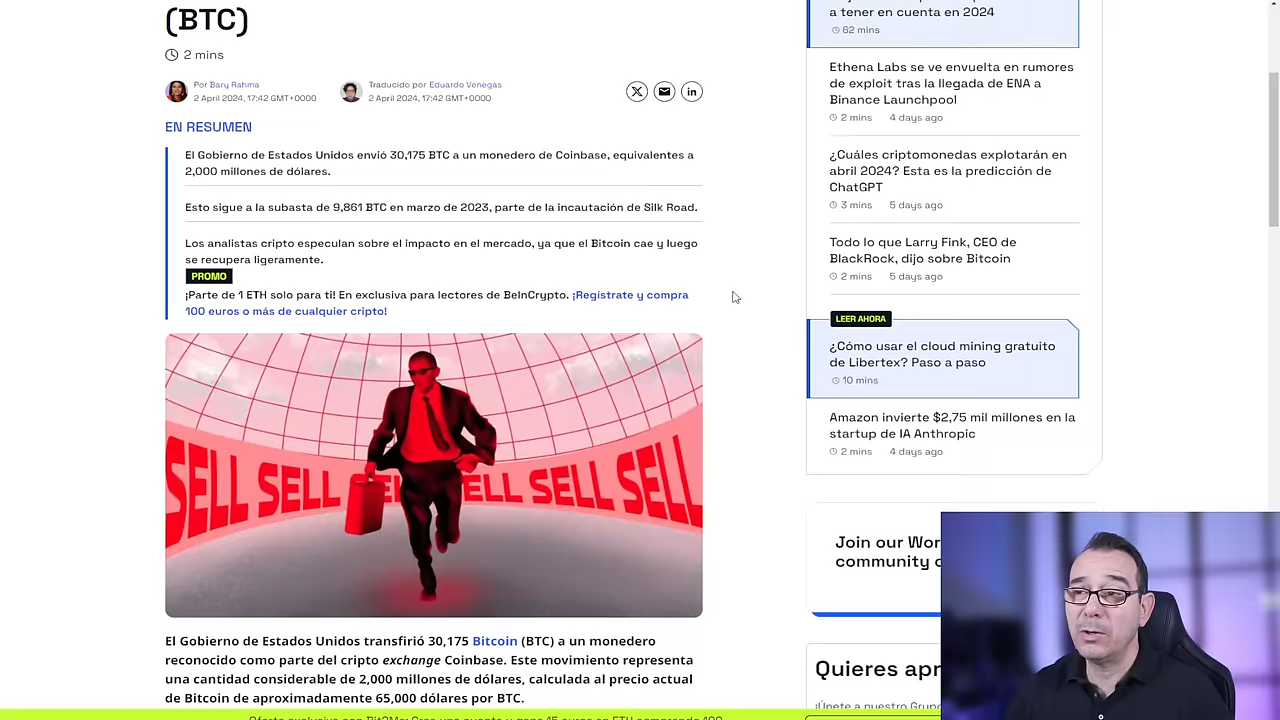 (BTC)
2 mins
Por Bary Rahma
2 April 2024, 17:42 GMT+0000
Traducido por Eduardo Venegas
2 April 2024, 17:42 GMT+0000
EN RESUMEN
El Gobierno de Estados Unidos envió 30,175 BTC a un monedero de Coinbase, equivalentes a
2,000 millones de dólares.
Esto sigue a la subasta de 9,861 BTC en marzo de 2023, parte de la incautación de Silk Road.
Los analistas cripto especulan sobre el impacto en el mercado, ya que el Bitcoin cae y luego
se recupera ligeramente.
PROMO
¡Parte de 1 ETH solo para ti! En exclusiva para lectores de BeInCrypto. ¡Regístrate y compra
100 euros o más de cualquier cripto!
SELL SELL ELL SELL SELL
El Gobierno de Estados Unidos transfirió 30,175 Bitcoin (BTC) a un monedero
reconocido como parte del cripto exchange Coinbase. Este movimiento representa
una cantidad considerable de 2,000 millones de dólares, calculada al precio actual
de Bitcoin de aproximadamente 65,000 dólares por BTC.
a tener en cuenta en 2024
62 mins
Ethena Labs se ve envuelta en rumores
de exploit tras la llegada de ENA a
Binance Launchpool
2 mins 4 days ago
¿Cuáles criptomonedas explotarán en
abril 2024? Esta es la predicción de
ChatGPT
3 mins 5 days ago
Todo lo que Larry Fink, CEO de
BlackRock, dijo sobre Bitcoin
2 mins 5 days ago
LEER AHORA
¿Cómo usar el cloud mining gratuito
de Libertex? Paso a paso
10 mins
Amazon invierte $2,75 mil millones en la
startup de IA Anthropic
2 mins 4 days ago
Join our Wor
community
Quieres apr
¡Únete a nuestro Grup